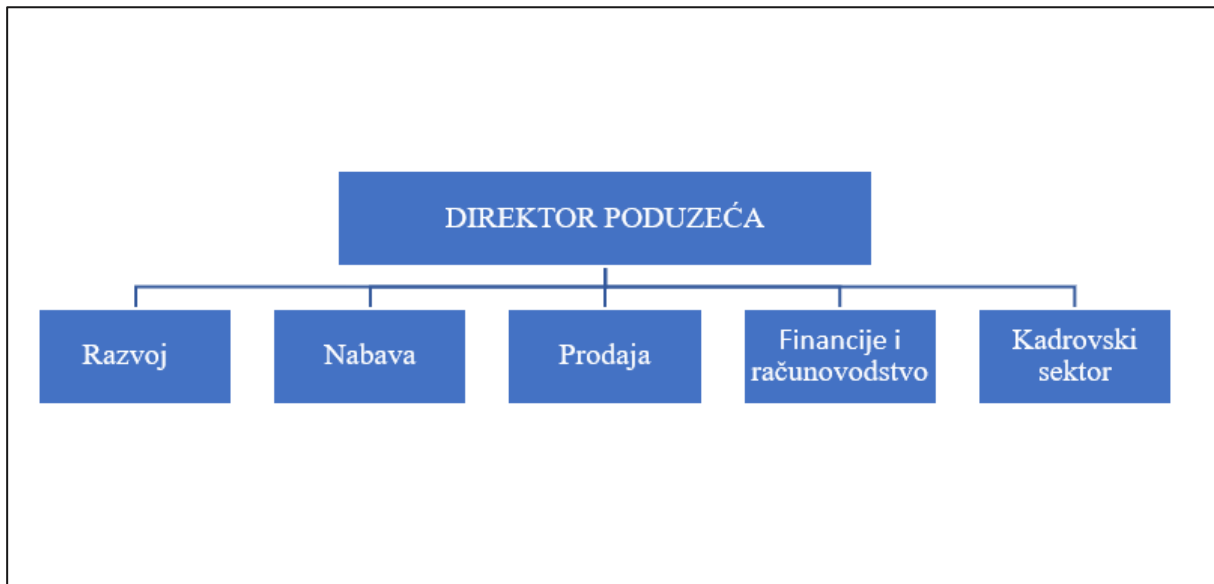 DIREKTOR PODUZEĆA
Razvoj
Nabava
Prodaja
Financije i
računovodstvo
Kadrovski
sektor